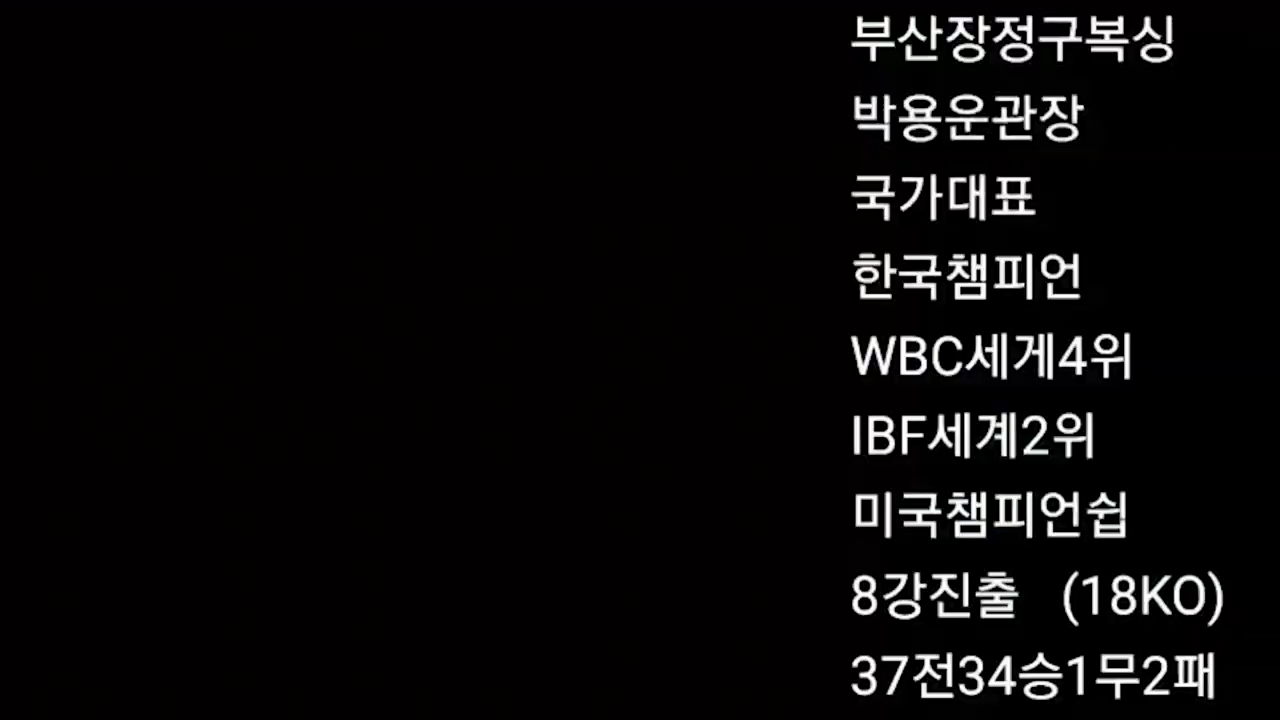 부산장정구복싱
박용운관장
국가대표
한국챔피언
WBC세게4위
IBF세계2위
미국챔피언쉽
8강진출 (18KO)
37전34승1무2패